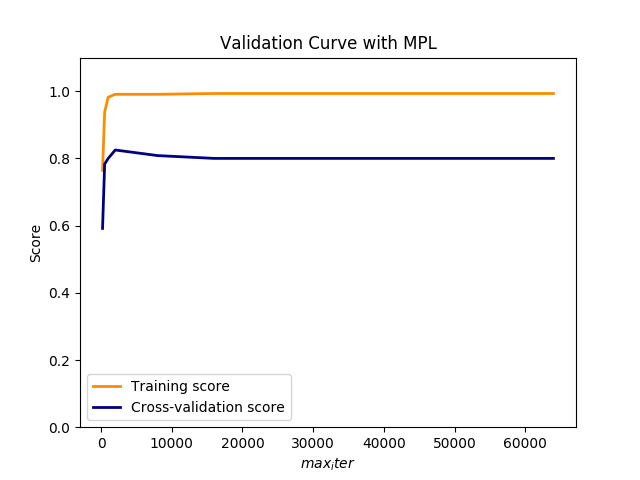 Validation Curve with MPL
Score
1.0
0.8
0.6
0.4
0.2
0.0
Training score
Cross-validation score
0 10000 20000 30000 40000 50000 60000
maxᵢter